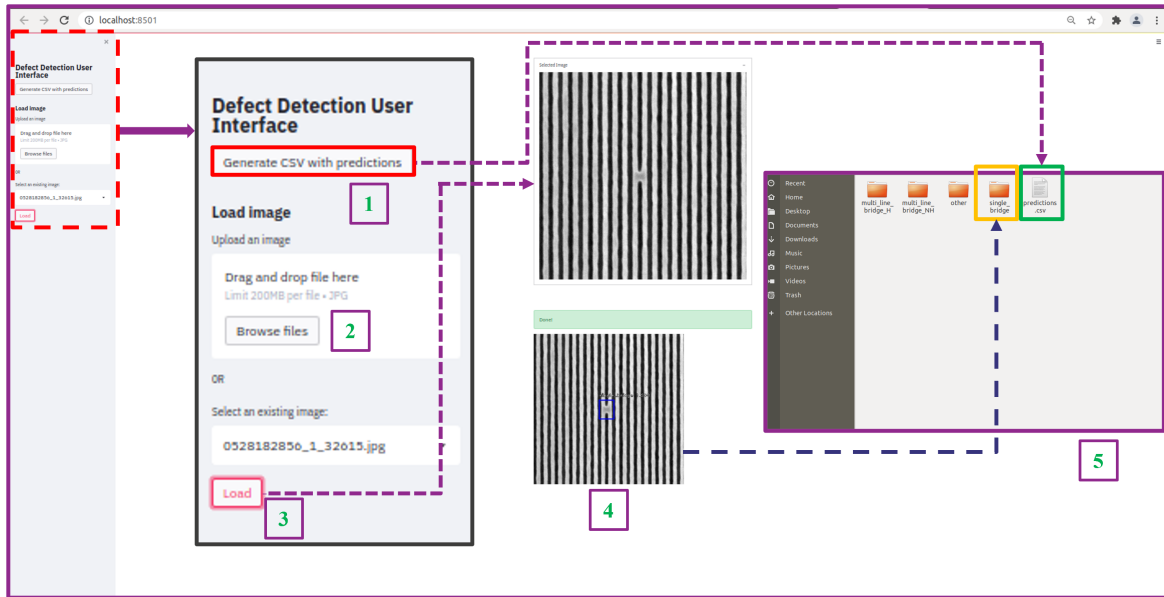 localhost:8501
Defect Detection User
Interface
Generate CSV with predictions
Load image
Upload an image
Drag and drop file here
Limit 200MB per file • JPG
Browse files
OR
Select an existing image:
0528182856_1_32615.jpg
Load
Defect Detection User
Interface
Generate CSV with predictions
1
Load image
Upload an image
Drag and drop file here
Limit 200MB per file • JPG
Browse files
2
OR
Select an existing image:
0528182856_1_32615.jpg
Load
3
Selected Image
Done!
4
Recent
Home
Desktop
Documents
Downloads
Music
Pictures
Videos
Trash
+ Other Locations
multi_line_
bridge_H
multi_line_
bridge_NH
other
single_
bridge
predictions
.csv
5